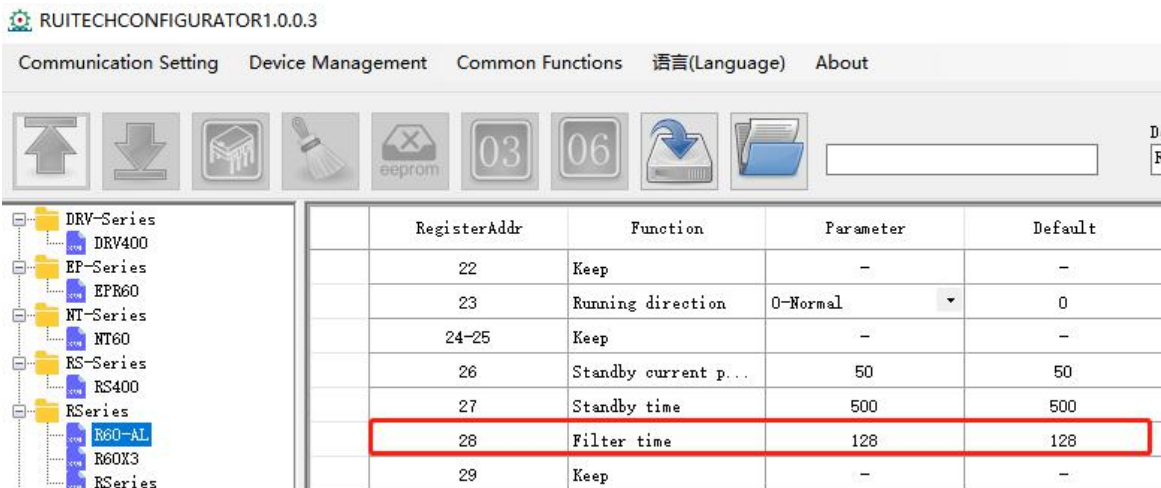 RUITECHCONFIGURATOR1.0.0.3
Communication Setting Device Management Common Functions 语言(Language) About
eeprom 03 06 D
R
DRV-Series
DRV400
EP-Series
EPR60
NT-Series
NT60
RS-Series
RS400
RSeries
R60-AL
R60X3
RSeries
RegisterAddr Function Parameter Default
22 Keep – –
23 Running direction 0-Normal 0
24-25 Keep – –
26 Standby current p... 50 50
27 Standby time 500 500
28 Filter time 128 128
29 Keep – –